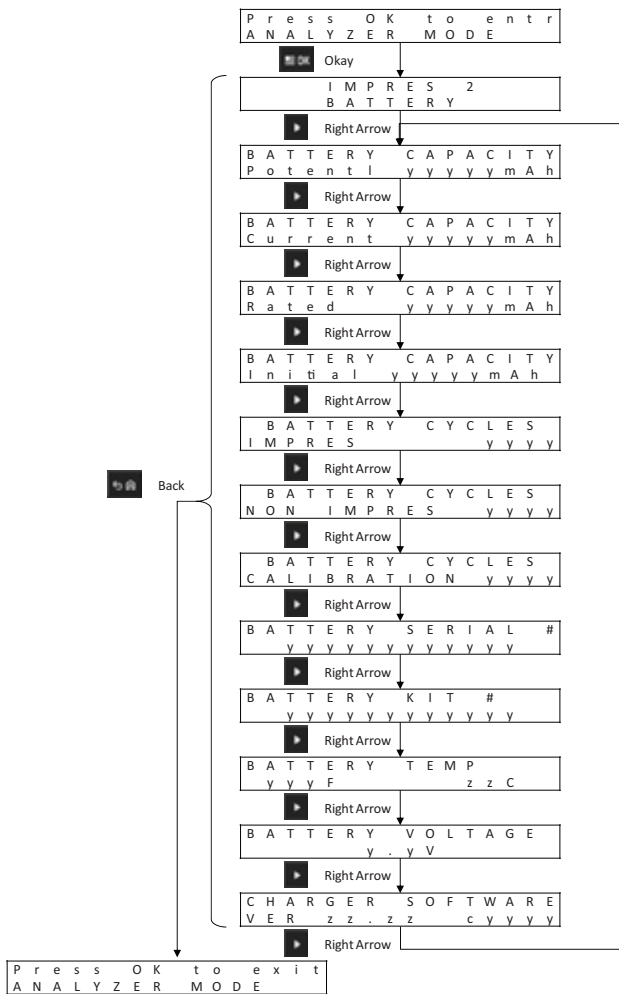 Press OK to entr
ANALYZER MODE
OK Okay
IMPRES 2
BATTERY
Right Arrow
BATTERY CAPACITY
Potentl yyyyymAh
Right Arrow
BATTERY CAPACITY
Current yyyyymAh
Right Arrow
BATTERY CAPACITY
Rated yyyyymAh
Right Arrow
BATTERY CAPACITY
Initial yyyyymAh
Right Arrow
BATTERY CYCLES
IMPRES yyyy
Right Arrow
Back
BATTERY CYCLES
NON IMPRES yyyy
Right Arrow
BATTERY CYCLES
CALIBRATION yyyy
Right Arrow
BATTERY SERIAL #
yyyyyyyyyyyy
Right Arrow
BATTERY KIT #
yyyyyyyyyyyy
Right Arrow
BATTERY TEMP
yyyF zzC
Right Arrow
BATTERY VOLTAGE
y.yV
Right Arrow
CHARGER SOFTWARE
VER zz.zz cyyyy
Right Arrow
Press OK to exit
ANALYZER MODE